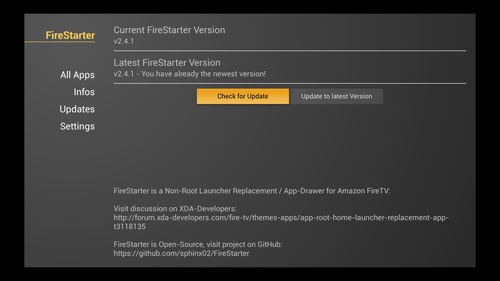 FireStarter
All Apps
Infos
Updates
Settings
Current FireStarter Version
v2.4.1
Latest FireStarter Version
v2.4.1 - You have already the newest version!
Check for Update
Update to latest Version
FireStarter is a Non-Root Launcher Replacement / App-Drawer for Amazon FireTV:
Visit discussion on XDA-Developers:
http://forum.xda-developers.com/fire-tv/themes-apps/app-root-home-launcher-replacement-app-
t3118135
FireStarter is Open-Source, visit project on GitHub:
https://github.com/sphinx02/FireStarter